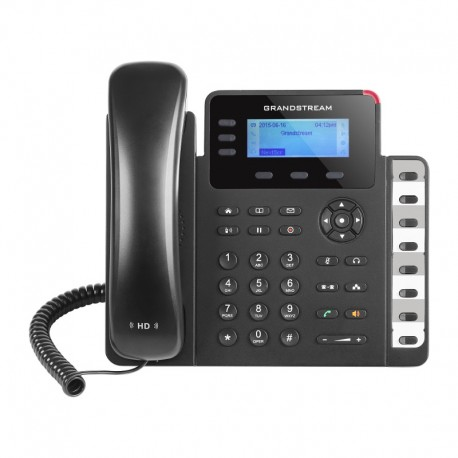 GRANDSTREAM
2015-06-16 04:12pm
Grandstream
1
2 ABC
3 DEF
4 GHI
5 JKL
6 MNO
7 PQRS
8 TUV
9 WXYZ
*
0 OPER
#
− +
HD